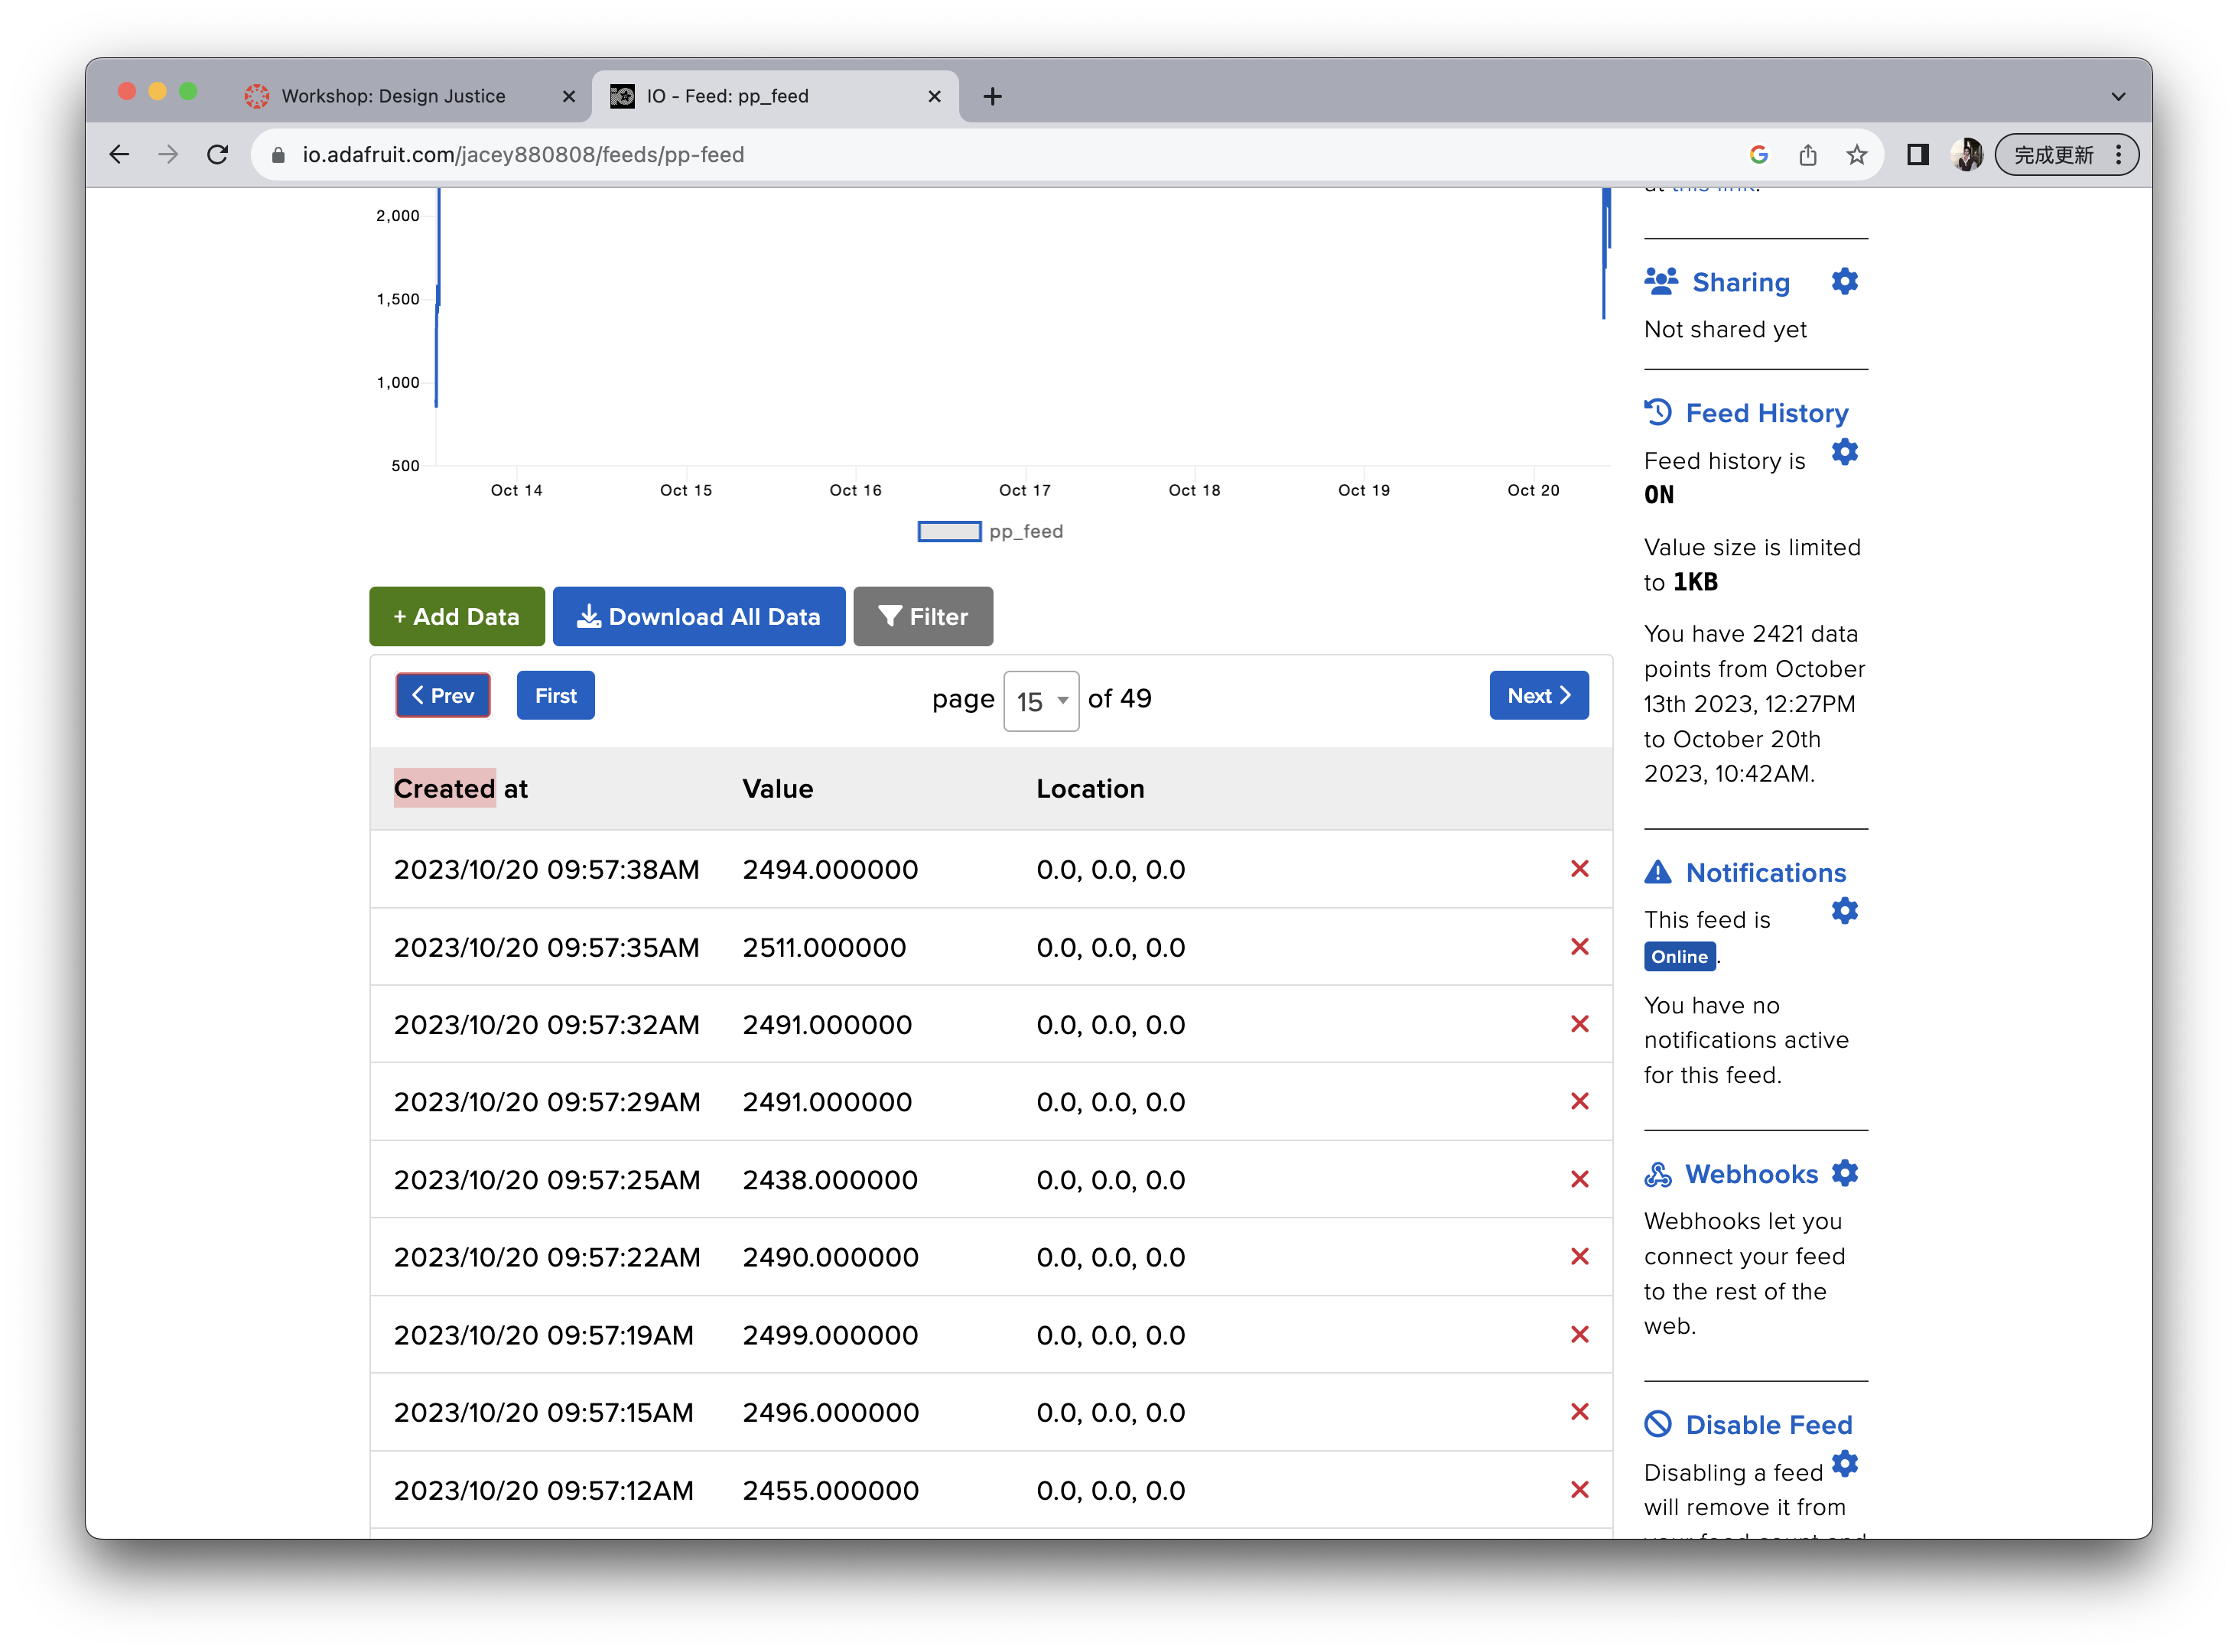 Workshop: Design Justice
IO - Feed: pp_feed
io.adafruit.com/jacey880808/feeds/pp-feed
完成更新
2,000
1,500
1,000
500
Oct 14 Oct 15 Oct 16 Oct 17 Oct 18 Oct 19 Oct 20
pp_feed
+ Add Data Download All Data Filter
Prev First page 15 of 49 Next
Created at Value Location
2023/10/20 09:57:38AM 2494.000000 0.0, 0.0, 0.0
2023/10/20 09:57:35AM 2511.000000 0.0, 0.0, 0.0
2023/10/20 09:57:32AM 2491.000000 0.0, 0.0, 0.0
2023/10/20 09:57:29AM 2491.000000 0.0, 0.0, 0.0
2023/10/20 09:57:25AM 2438.000000 0.0, 0.0, 0.0
2023/10/20 09:57:22AM 2490.000000 0.0, 0.0, 0.0
2023/10/20 09:57:19AM 2499.000000 0.0, 0.0, 0.0
2023/10/20 09:57:15AM 2496.000000 0.0, 0.0, 0.0
2023/10/20 09:57:12AM 2455.000000 0.0, 0.0, 0.0
at this link.
Sharing
Not shared yet
Feed History
Feed history is
ON
Value size is limited
to 1KB
You have 2421 data
points from October
13th 2023, 12:27PM
to October 20th
2023, 10:42AM.
Notifications
This feed is
Online.
You have no
notifications active
for this feed.
Webhooks
Webhooks let you
connect your feed
to the rest of the
web.
Disable Feed
Disabling a feed
will remove it from